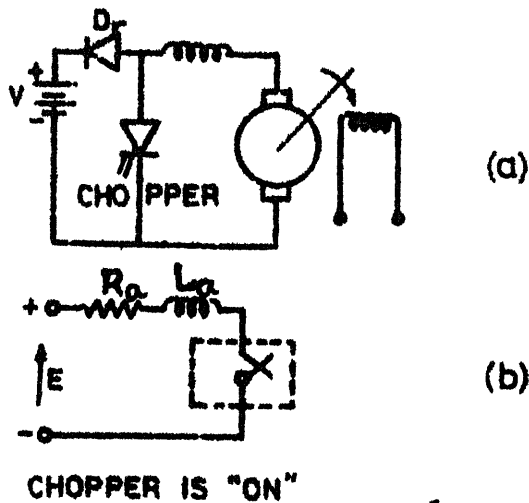 Dr
+
V
-
CHOPPER
(a)
Ra La
+
E
(b)
-
CHOPPER IS "ON"